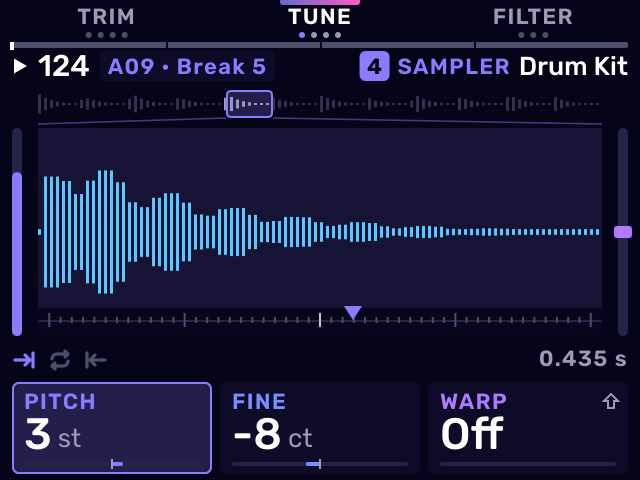 TRIM TUNE FILTER
124 A09 • Break 5 4 SAMPLER Drum Kit
0.435 s
PITCH FINE WARP
3 st -8 ct Off